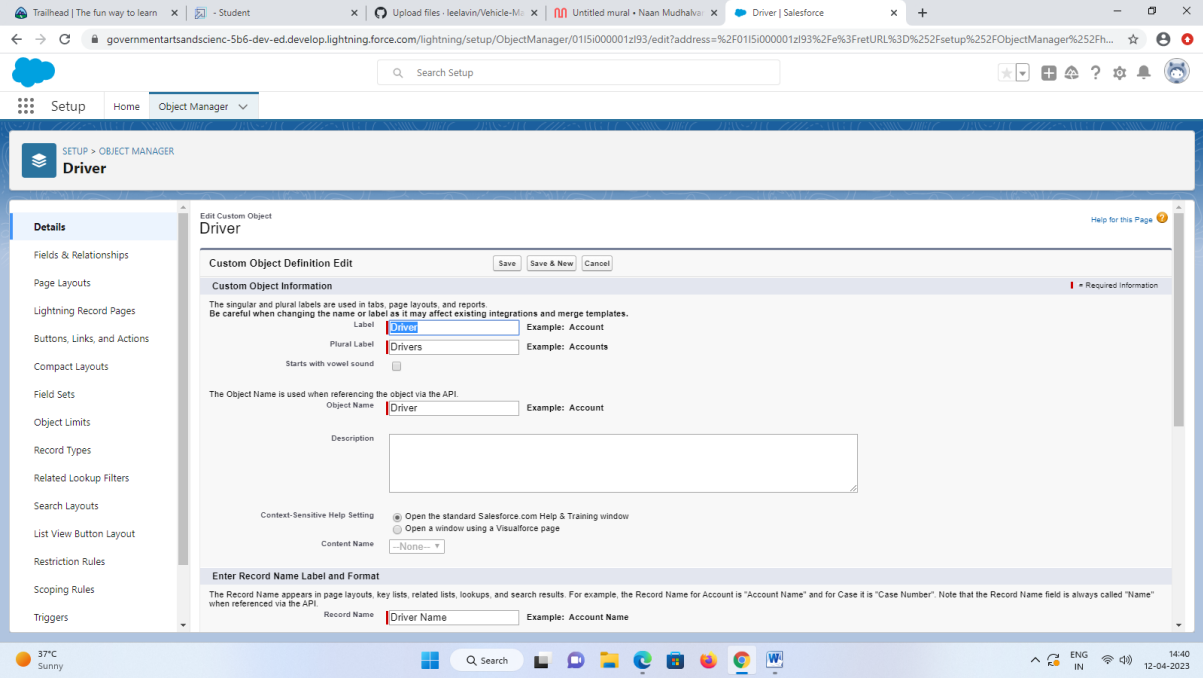 Trailhead | The fun way to learn
- Student
Upload files · leelavin/Vehicle-Ma
Untitled mural • Naan Mudhalvan
Driver | Salesforce
governmentartsandscienc-5b6-dev-ed.develop.lightning.force.com/lightning/setup/ObjectManager/01I5i000001zI93/edit?address=%2F01I5i000001zI93%2Fe%3FretURL%3D%252Fsetup%252FObjectManager%252Fh...
Search Setup
Setup
Home
Object Manager
SETUP > OBJECT MANAGER
Driver
Details
Fields & Relationships
Page Layouts
Lightning Record Pages
Buttons, Links, and Actions
Compact Layouts
Field Sets
Object Limits
Record Types
Related Lookup Filters
Search Layouts
List View Button Layout
Restriction Rules
Scoping Rules
Triggers
Edit Custom Object
Driver
Help for this Page
Custom Object Definition Edit
Save
Save & New
Cancel
Custom Object Information
= Required Information
The singular and plural labels are used in tabs, page layouts, and reports.
Be careful when changing the name or label as it may affect existing integrations and merge templates.
Label
Driver
Example: Account
Plural Label
Drivers
Example: Accounts
Starts with vowel sound
The Object Name is used when referencing the object via the API.
Object Name
Driver
Example: Account
Description
Context-Sensitive Help Setting
Open the standard Salesforce.com Help & Training window
Open a window using a Visualforce page
Content Name
--None--
Enter Record Name Label and Format
The Record Name appears in page layouts, key lists, related lists, lookups, and search results. For example, the Record Name for Account is "Account Name" and for Case it is "Case Number". Note that the Record Name field is always called "Name"
when referenced via the API.
Record Name
Driver Name
Example: Account Name
37°C
Sunny
Search
ENG
IN
14:40
12-04-2023